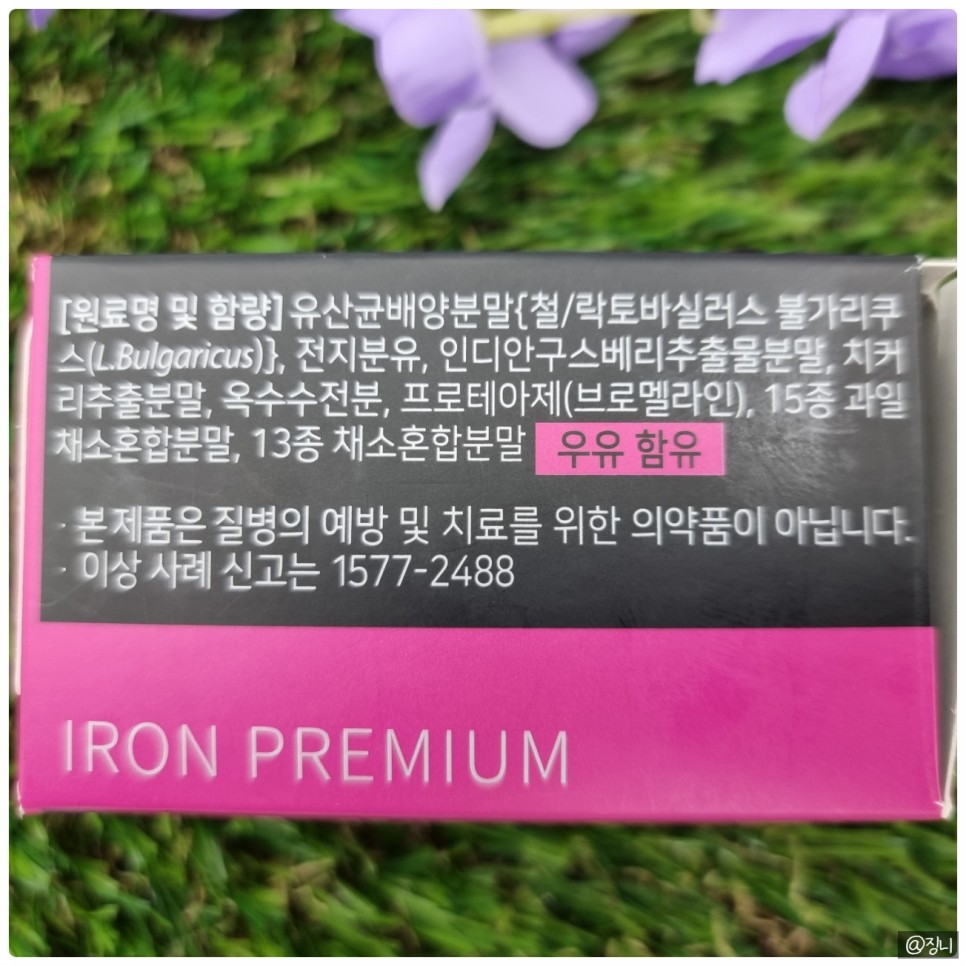 [원료명 및 함량] 유산균배양분말{철/락토바실러스 불가리쿠
스(L.Bulgaricus)}, 전지분유, 인디안구스베리추출물분말, 치커
리추출분말, 옥수수전분, 프로테아제(브로멜라인), 15종 과일
채소혼합분말, 13종 채소혼합분말 우유 함유
· 본제품은 질병의 예방 및 치료를 위한 의약품이 아닙니다.
· 이상 사례 신고는 1577-2488
IRON PREMIUM
@징니